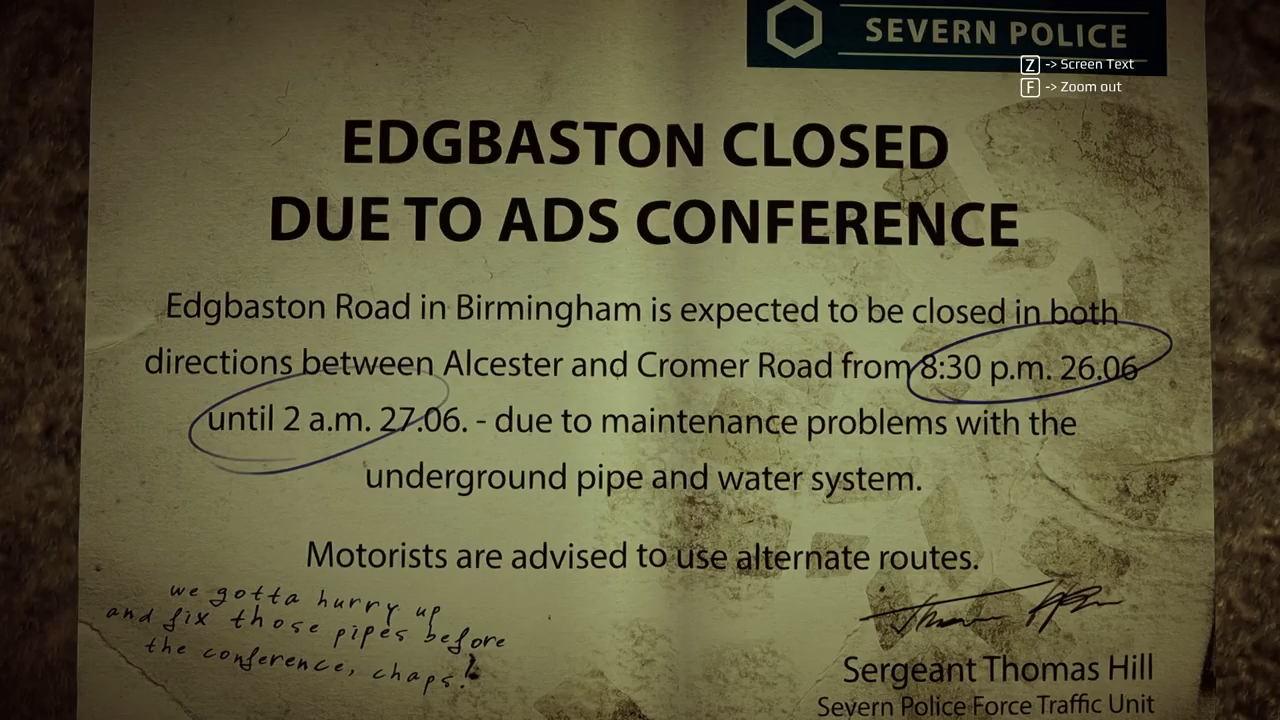 SEVERN POLICE
Z -> Screen Text
F -> Zoom out
EDGBASTON CLOSED
DUE TO ADS CONFERENCE
Edgbaston Road in Birmingham is expected to be closed in both
directions between Alcester and Cromer Road from 8:30 p.m. 26.06
until 2 a.m. 27.06. - due to maintenance problems with the
underground pipe and water system.
Motorists are advised to use alternate routes.
we gotta hurry up
and fix those pipes before
the conference, chaps!
Sergeant Thomas Hill
Severn Police Force Traffic Unit